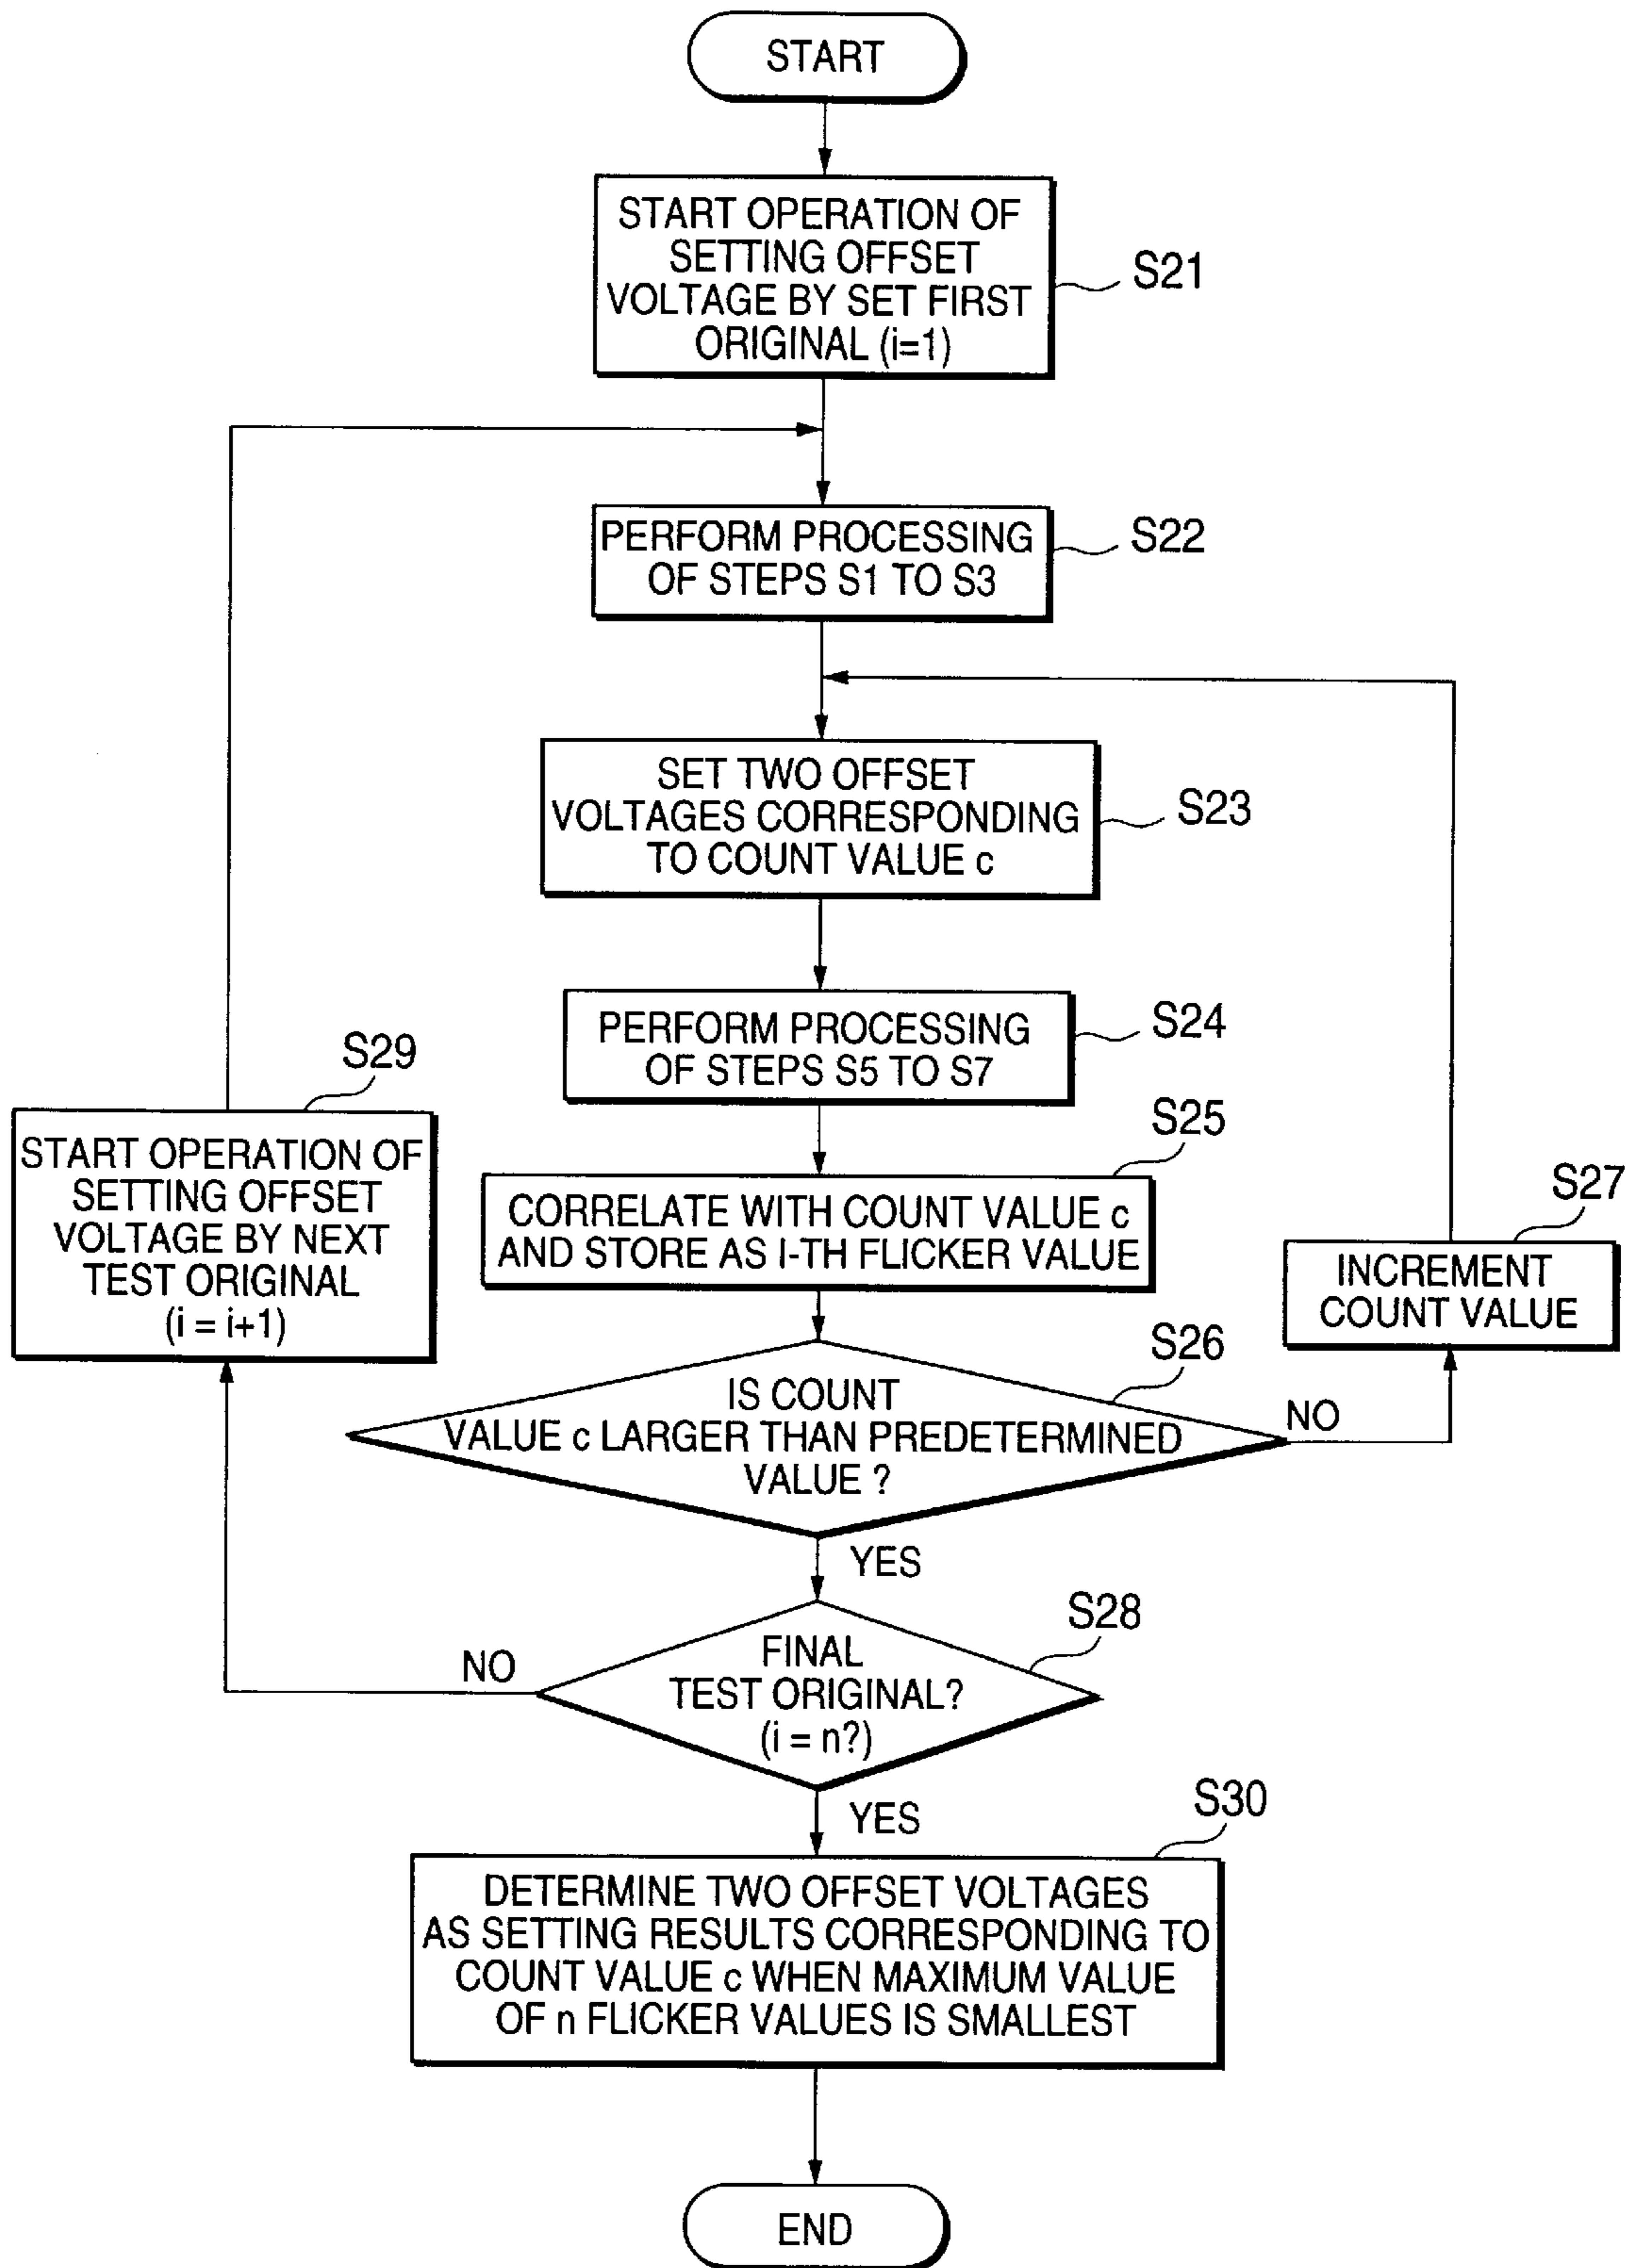 START
START OPERATION OF
SETTING OFFSET
VOLTAGE BY SET FIRST
ORIGINAL (i=1)
S21
PERFORM PROCESSING
OF STEPS S1 TO S3
S22
SET TWO OFFSET
VOLTAGES CORRESPONDING
TO COUNT VALUE c
S23
PERFORM PROCESSING
OF STEPS S5 TO S7
S24
S29
START OPERATION OF
SETTING OFFSET
VOLTAGE BY NEXT
TEST ORIGINAL
(i = i+1)
S25
CORRELATE WITH COUNT VALUE c
AND STORE AS I-TH FLICKER VALUE
S27
INCREMENT
COUNT VALUE
S26
IS COUNT
VALUE c LARGER THAN PREDETERMINED
VALUE ?
NO
YES
S28
FINAL
TEST ORIGINAL?
(i = n?)
NO
YES
S30
DETERMINE TWO OFFSET VOLTAGES
AS SETTING RESULTS CORRESPONDING TO
COUNT VALUE c WHEN MAXIMUM VALUE
OF n FLICKER VALUES IS SMALLEST
END